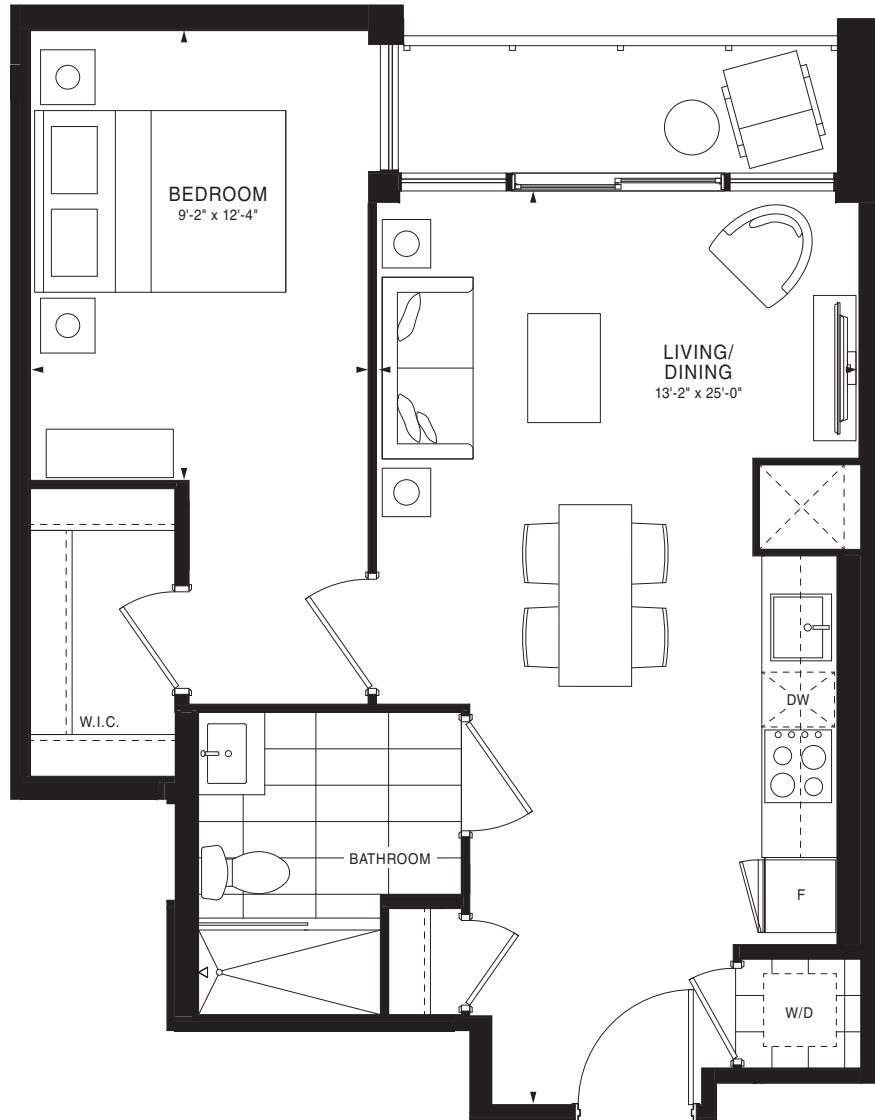 BEDROOM
9'-2" x 12'-4"
LIVING/
DINING
13'-2" x 25'-0"
DW
W.I.C.
BATHROOM
F
W/D